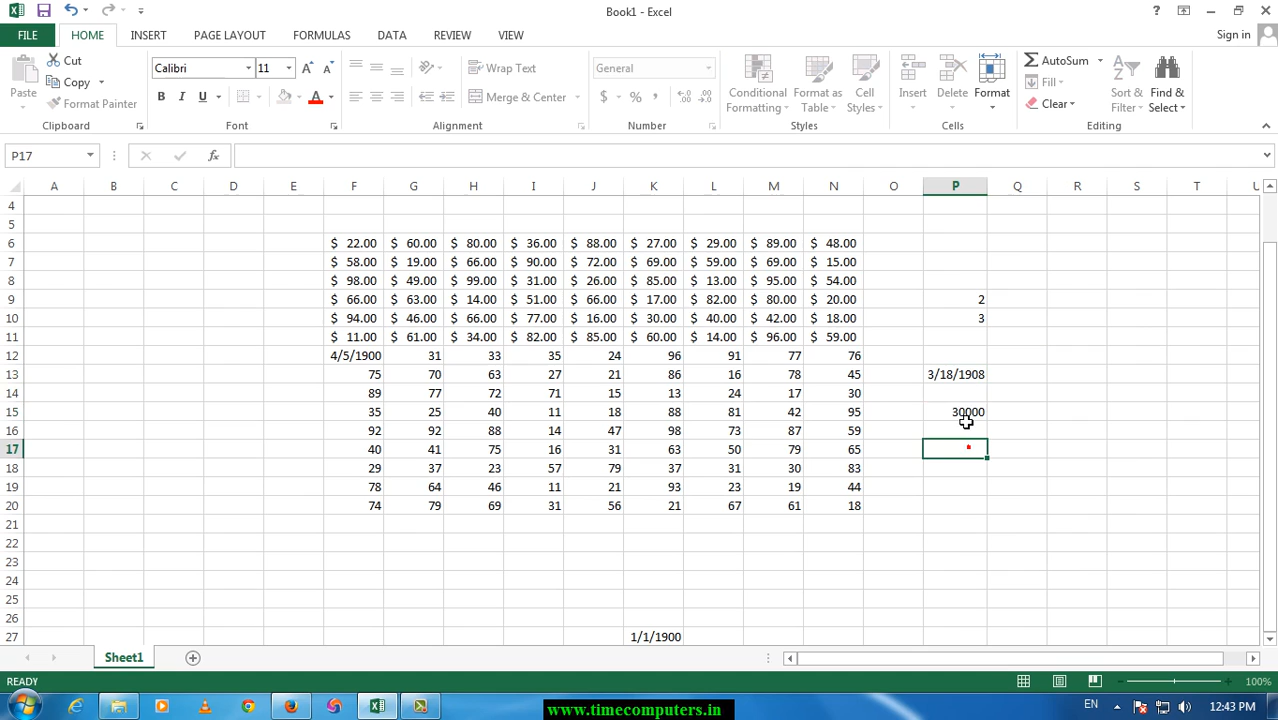 Book1 - Excel
? 
Sign in
FILE HOME INSERT PAGE LAYOUT FORMULAS DATA REVIEW VIEW
Paste
Cut
Copy
Format Painter
Clipboard
Calibri 11
B I U A
Font
Wrap Text
Merge & Center
Alignment
General
$ % ,
Number
Conditional Formatting
Format as Table
Cell Styles
Styles
Insert
Delete
Format
Cells
AutoSum
Fill
Clear
Sort & Filter
Find & Select
Editing
P17 fx
A B C D E F G H I J K L M N O P Q R S T U
4
5
6 $ 22.00 $ 60.00 $ 80.00 $ 36.00 $ 88.00 $ 27.00 $ 29.00 $ 89.00 $ 48.00
7 $ 58.00 $ 19.00 $ 66.00 $ 90.00 $ 72.00 $ 69.00 $ 59.00 $ 69.00 $ 15.00
8 $ 98.00 $ 49.00 $ 99.00 $ 31.00 $ 26.00 $ 85.00 $ 13.00 $ 95.00 $ 54.00
9 $ 66.00 $ 63.00 $ 14.00 $ 51.00 $ 66.00 $ 17.00 $ 82.00 $ 80.00 $ 20.00 2
10 $ 94.00 $ 46.00 $ 66.00 $ 77.00 $ 16.00 $ 30.00 $ 40.00 $ 42.00 $ 18.00 3
11 $ 11.00 $ 61.00 $ 34.00 $ 82.00 $ 85.00 $ 60.00 $ 14.00 $ 96.00 $ 59.00
12 4/5/1900 31 33 35 24 96 91 77 76
13 75 70 63 27 21 86 16 78 45 3/18/1908
14 89 77 72 71 15 13 24 17 30
15 35 25 40 11 18 88 81 42 95 30000
16 92 92 88 14 47 98 73 87 59
17 40 41 75 16 31 63 50 79 65
18 29 37 23 57 79 37 31 30 83
19 78 64 46 11 21 93 23 19 44
20 74 79 69 31 56 21 67 61 18
21
22
23
24
25
26
27 1/1/1900
Sheet1
READY 100%
www.timecomputers.in
EN 12:43 PM